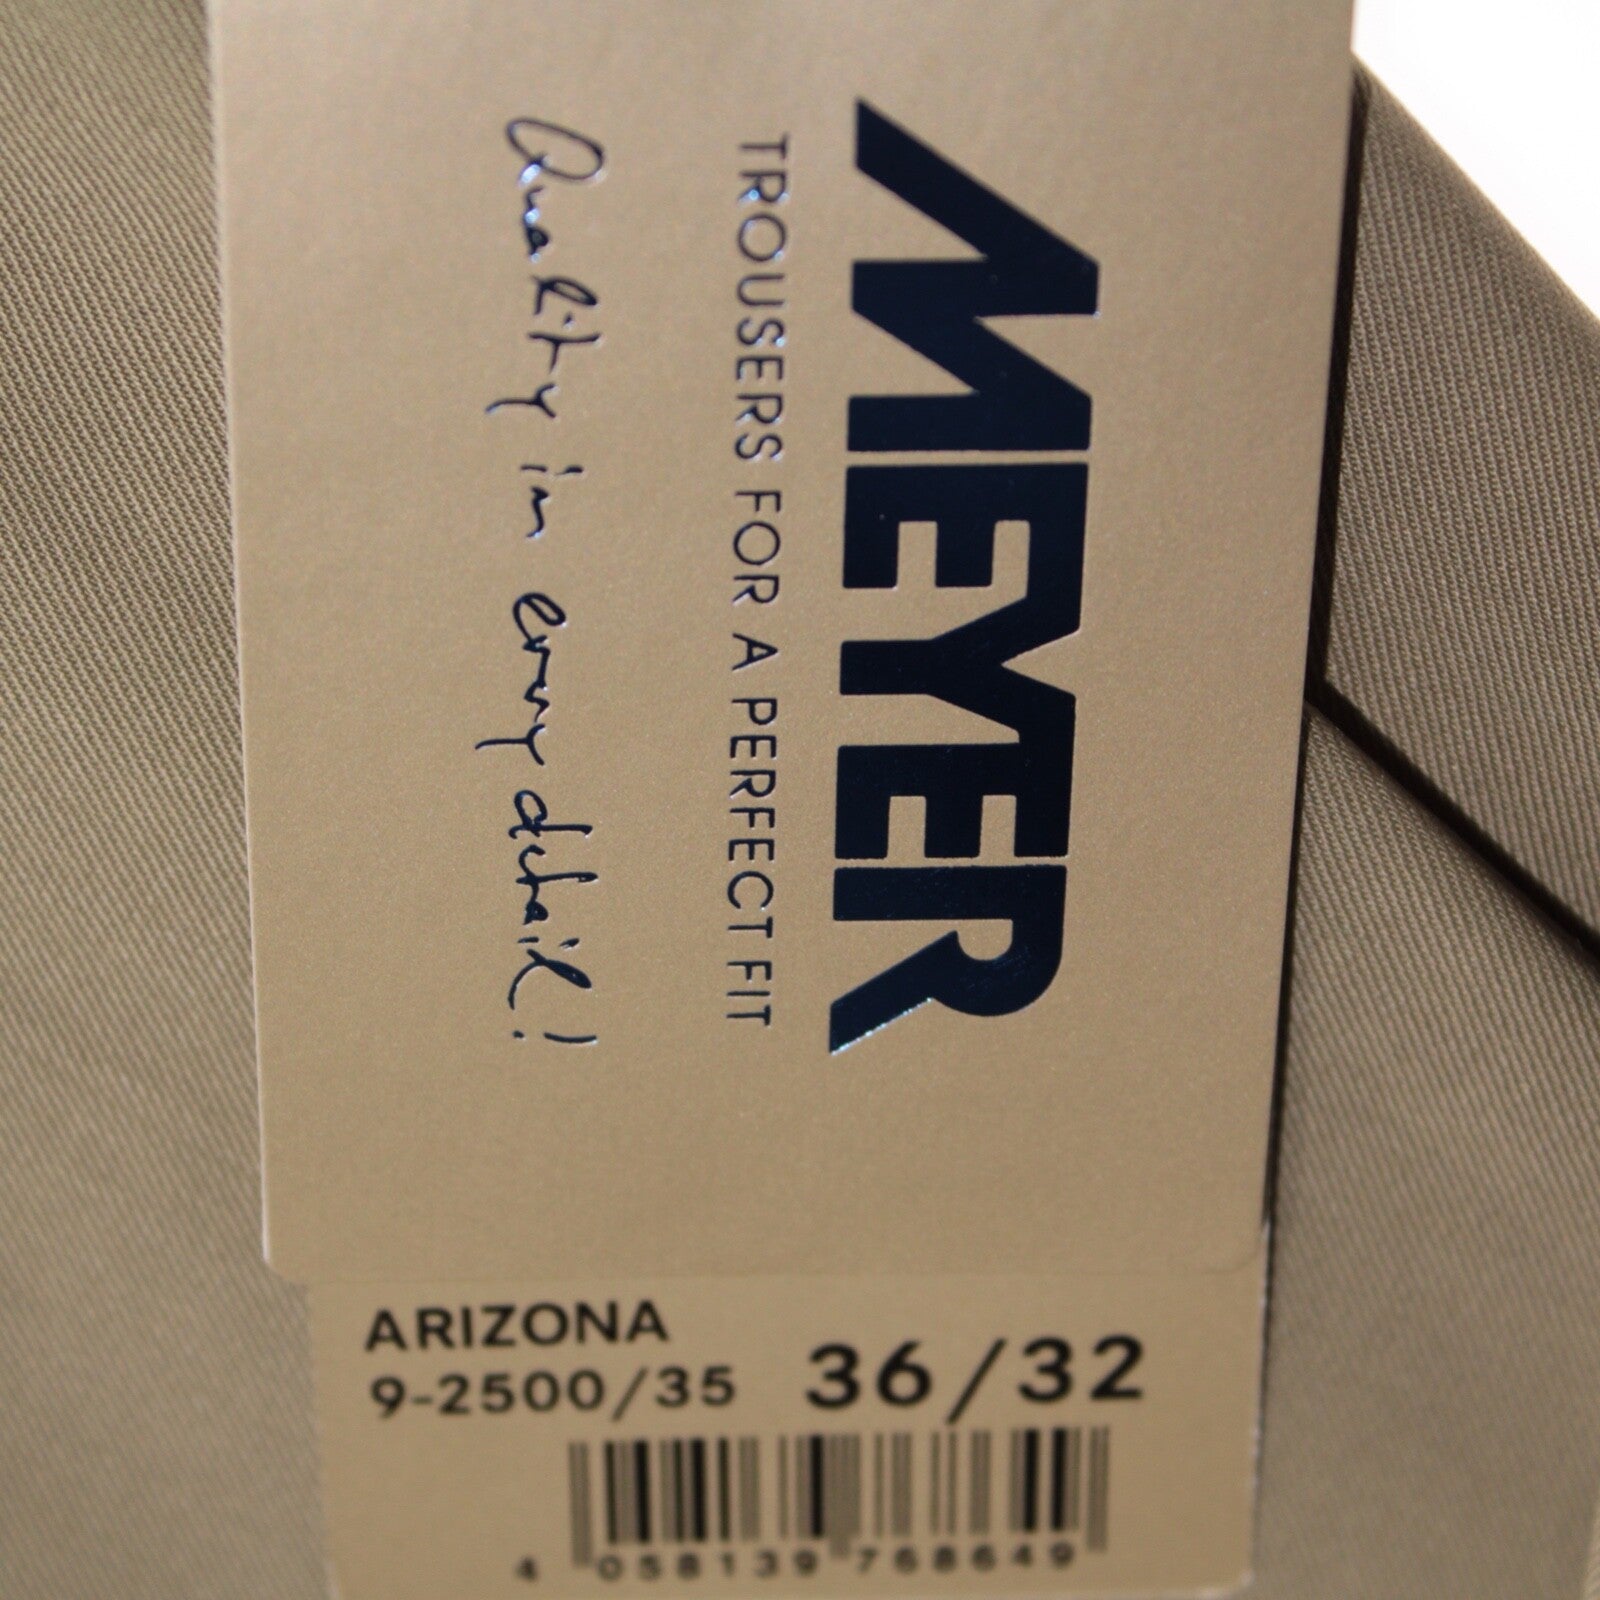 MEYER
TROUSERS FOR A PERFECT FIT
Quality in every detail!
ARIZONA
9-2500/35 36/32
4 058139 768649